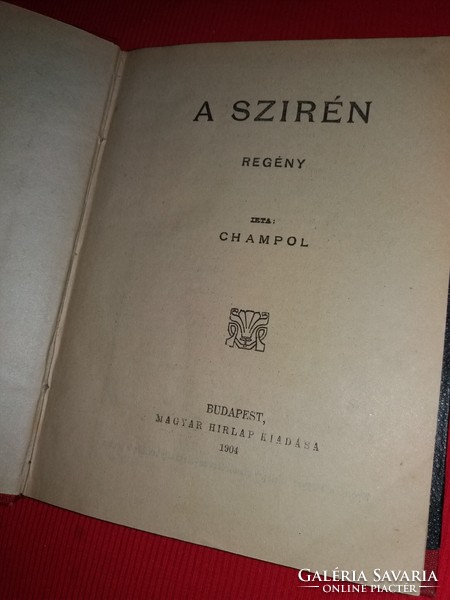 A SZIRÉN
REGÉNY
IRTA:
CHAMPOL
BUDAPEST,
MAGYAR HIRLAP KIADÁSA
1904
GALÉRIA SAVARIA
ONLINE PIACTÉR